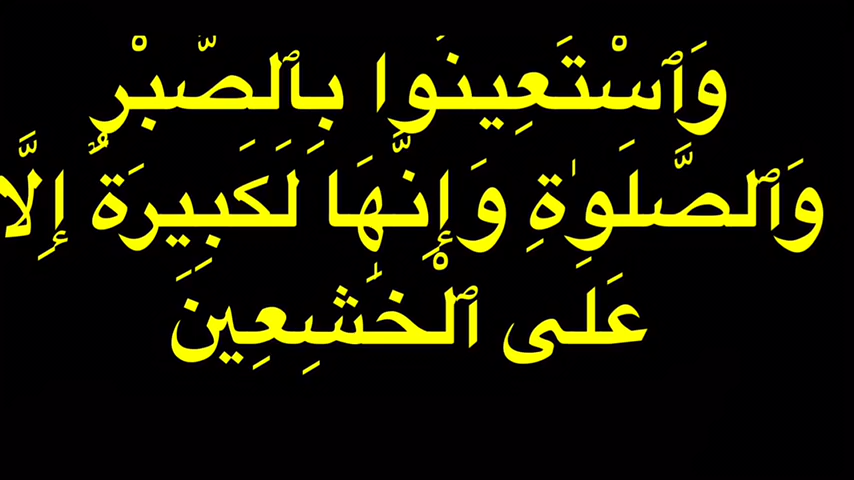 وَٱسْتَعِينُوا بِٱلصَّبْرِ
وَٱلصَّلَوٰةِ وَإِنَّهَا لَكَبِيرَةٌ إِلَّا
عَلَى ٱلْخَٰشِعِينَ